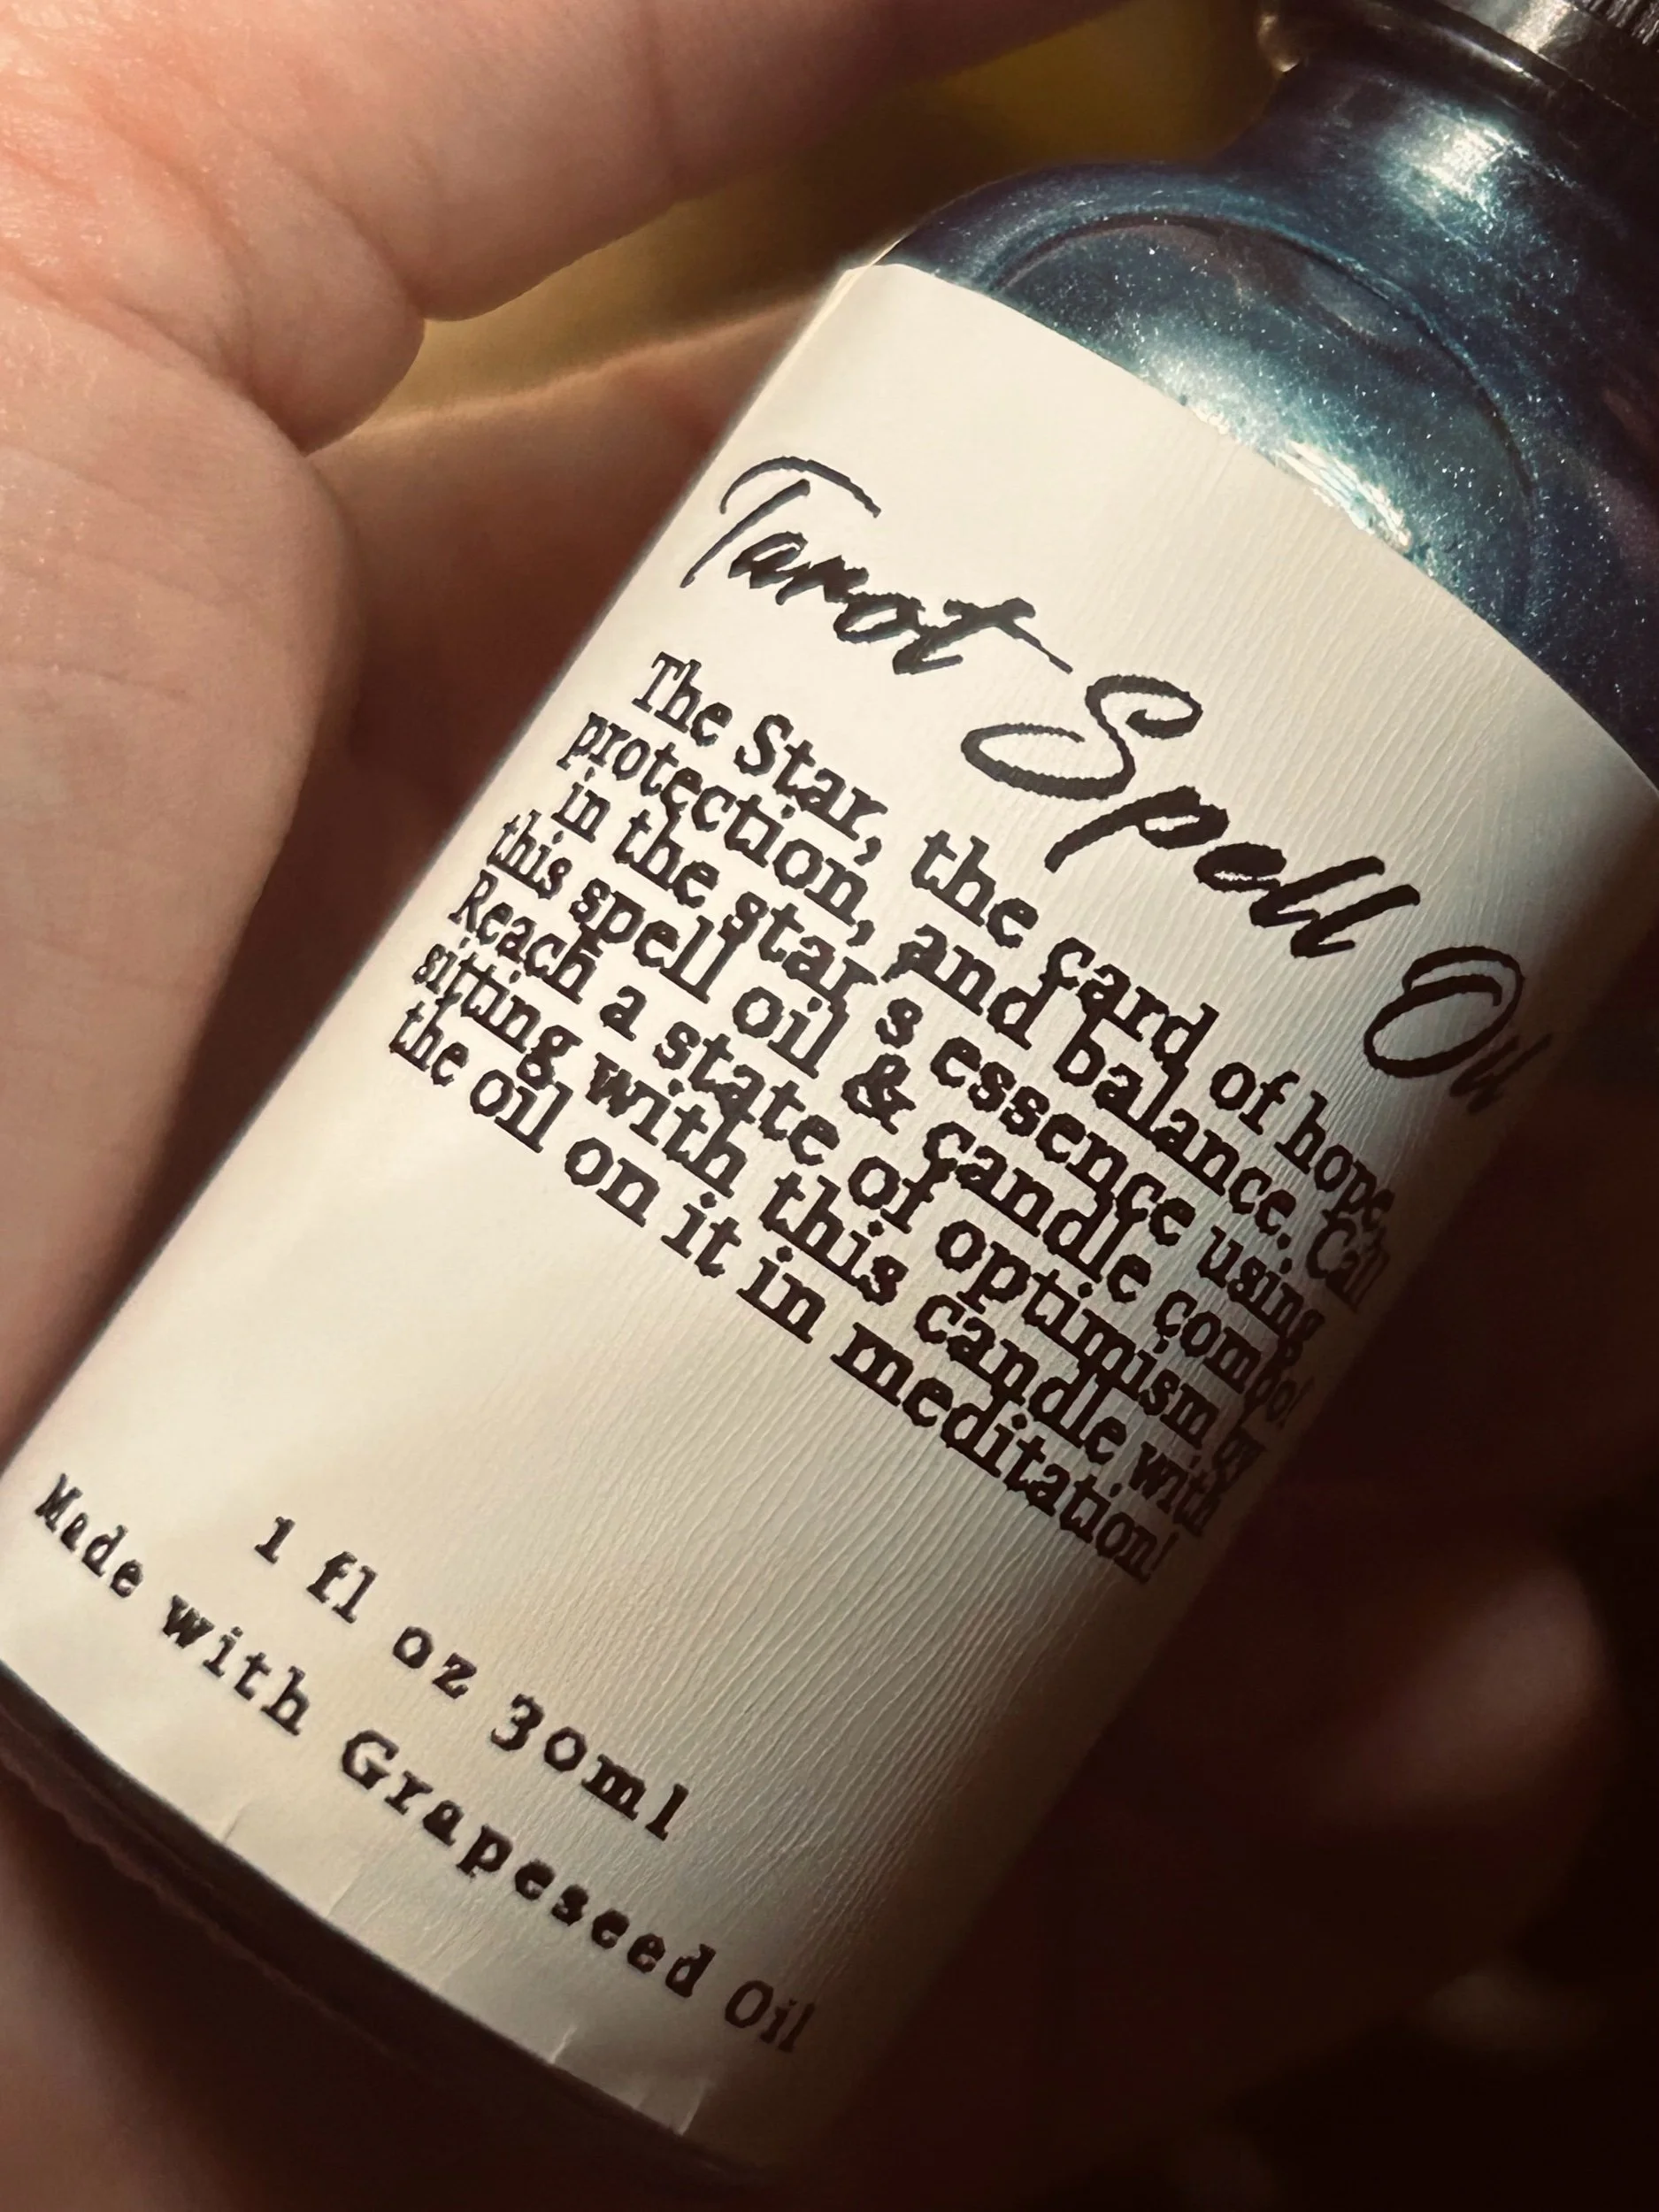 Tarot Spell Oil
The Star, the card of hope,
protection, and balance. Call
in the star s essence using
this spell oil & candle combo!
Reach a state of optimism by
sitting with this candle with
the oil on it in meditation!
1 fl oz 30ml
Made with Grapeseed Oil